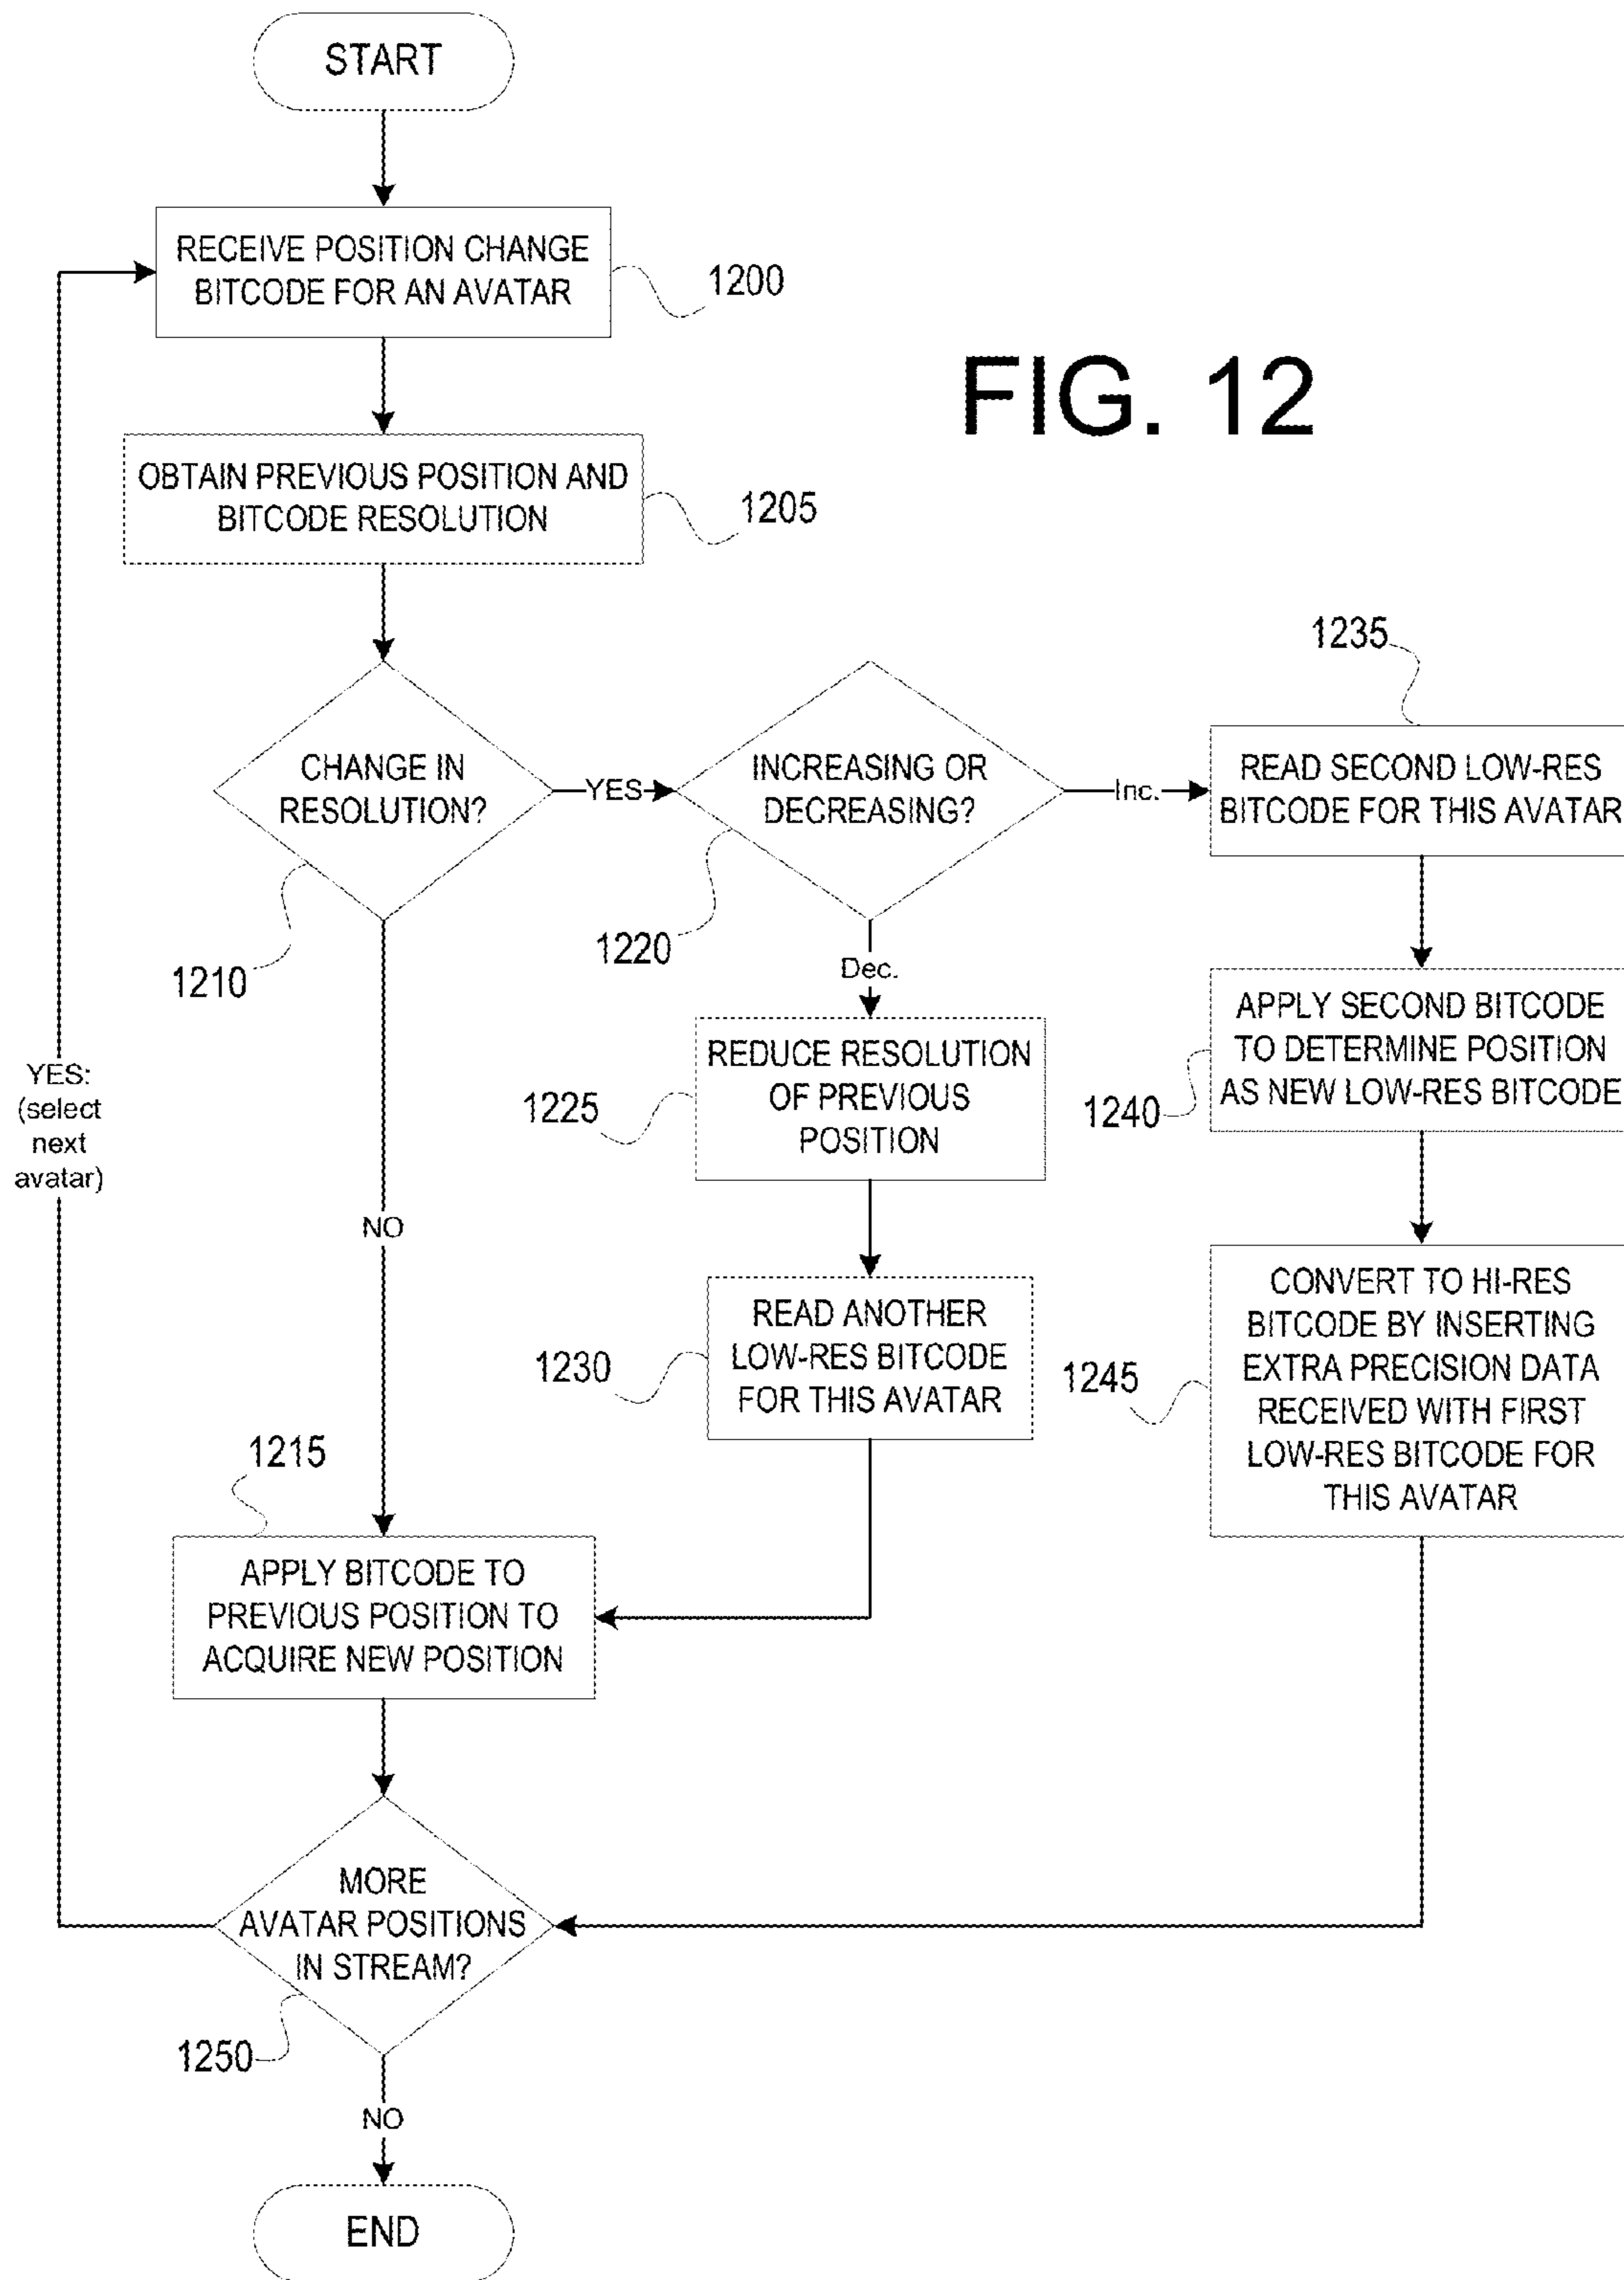 START
RECEIVE POSITION CHANGE
BITCODE FOR AN AVATAR
1200
FIG. 12
OBTAIN PREVIOUS POSITION AND
BITCODE RESOLUTION
1205
CHANGE IN
RESOLUTION?
1210
YES
INCREASING OR
DECREASING?
1220
Inc.
1235
READ SECOND LOW-RES
BITCODE FOR THIS AVATAR
Dec.
REDUCE RESOLUTION
OF PREVIOUS
POSITION
1225
APPLY SECOND BITCODE
TO DETERMINE POSITION
AS NEW LOW-RES BITCODE
1240
YES:
(select
next
avatar)
NO
READ ANOTHER
LOW-RES BITCODE
FOR THIS AVATAR
1230
CONVERT TO HI-RES
BITCODE BY INSERTING
EXTRA PRECISION DATA
RECEIVED WITH FIRST
LOW-RES BITCODE FOR
THIS AVATAR
1245
1215
APPLY BITCODE TO
PREVIOUS POSITION TO
ACQUIRE NEW POSITION
MORE
AVATAR POSITIONS
IN STREAM?
1250
NO
END